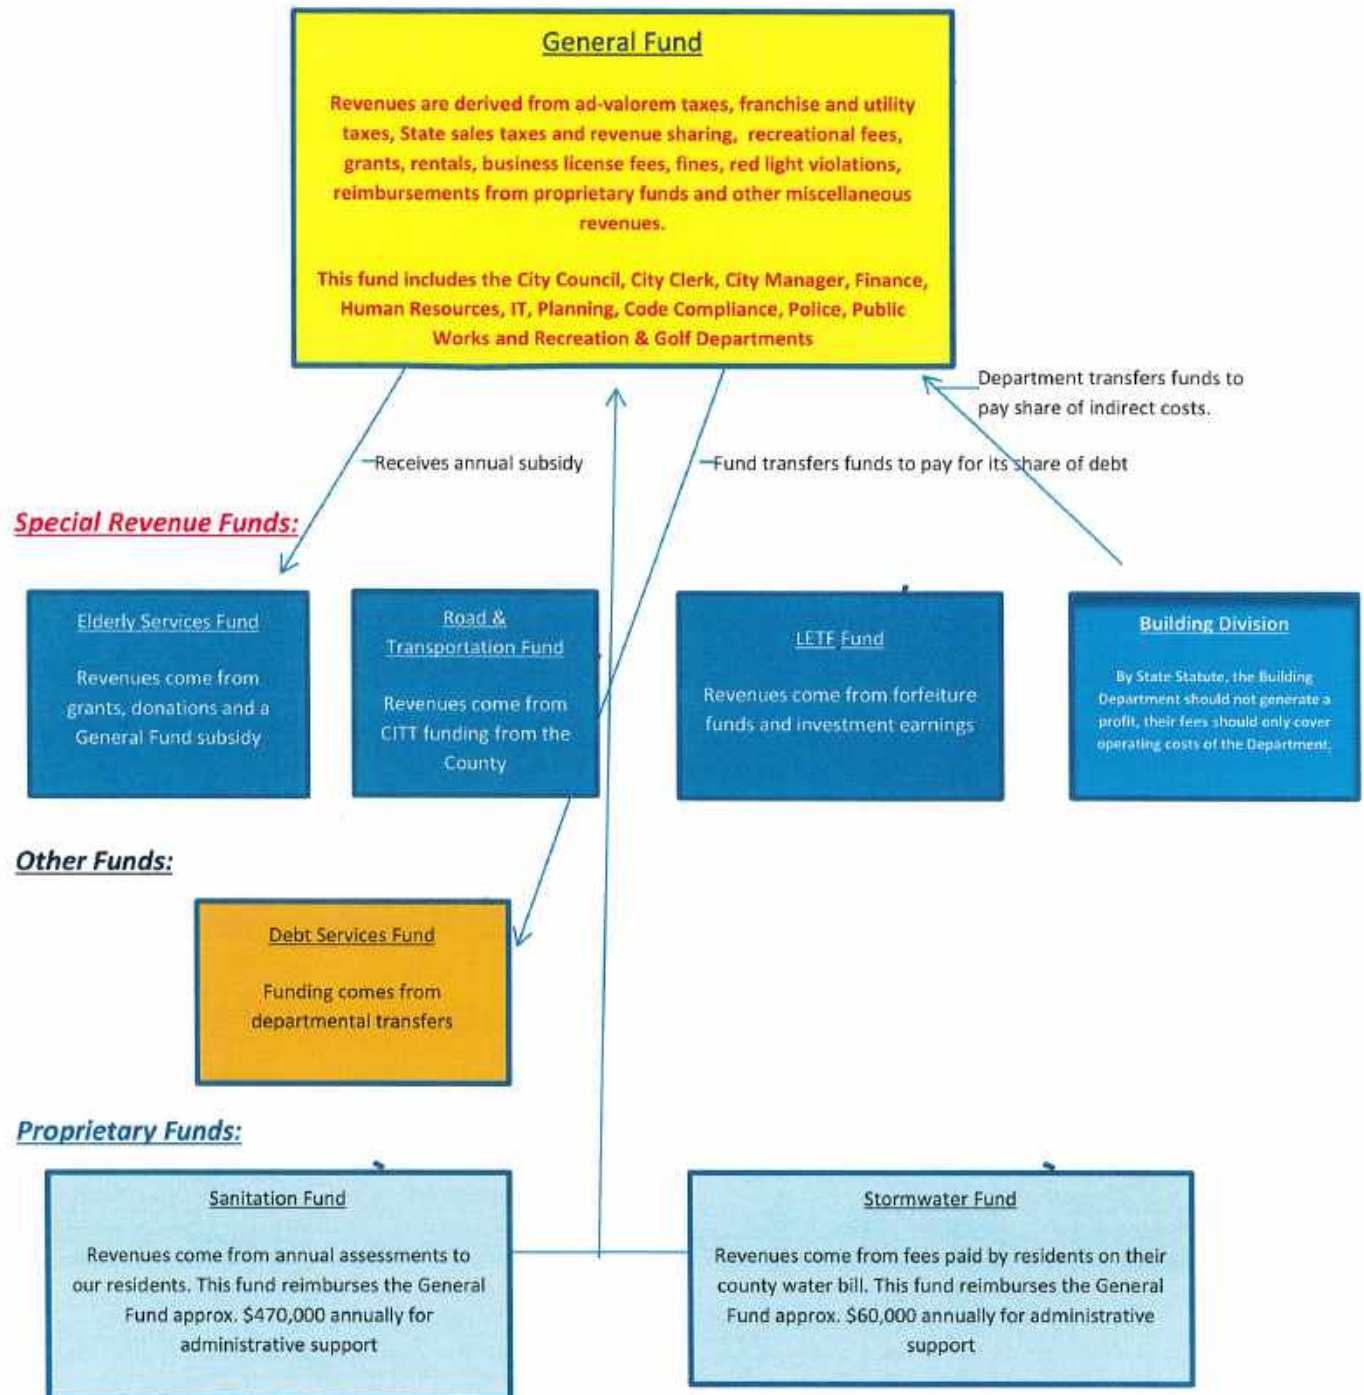 General Fund
Revenues are derived from ad-valorem taxes, franchise and utility
taxes, State sales taxes and revenue sharing, recreational fees,
grants, rentals, business license fees, fines, red light violations,
reimbursements from proprietary funds and other miscellaneous
revenues.
This fund includes the City Council, City Clerk, City Manager, Finance,
Human Resources, IT, Planning, Code Compliance, Police, Public
Works and Recreation & Golf Departments
Department transfers funds to
pay share of indirect costs.
Receives annual subsidy
Fund transfers funds to pay for its share of debt
Special Revenue Funds:
Elderly Services Fund
Revenues come from
grants, donations and a
General Fund subsidy
Road &
Transportation Fund
Revenues come from
CITT funding from the
County
LETF Fund
Revenues come from forfeiture
funds and investment earnings
Building Division
By State Statute, the Building
Department should not generate a
profit, their fees should only cover
operating costs of the Department.
Other Funds:
Debt Services Fund
Funding comes from
departmental transfers
Proprietary Funds:
Sanitation Fund
Revenues come from annual assessments to
our residents. This fund reimburses the General
Fund approx. $470,000 annually for
administrative support
Stormwater Fund
Revenues come from fees paid by residents on their
county water bill. This fund reimburses the General
Fund approx. $60,000 annually for administrative
support